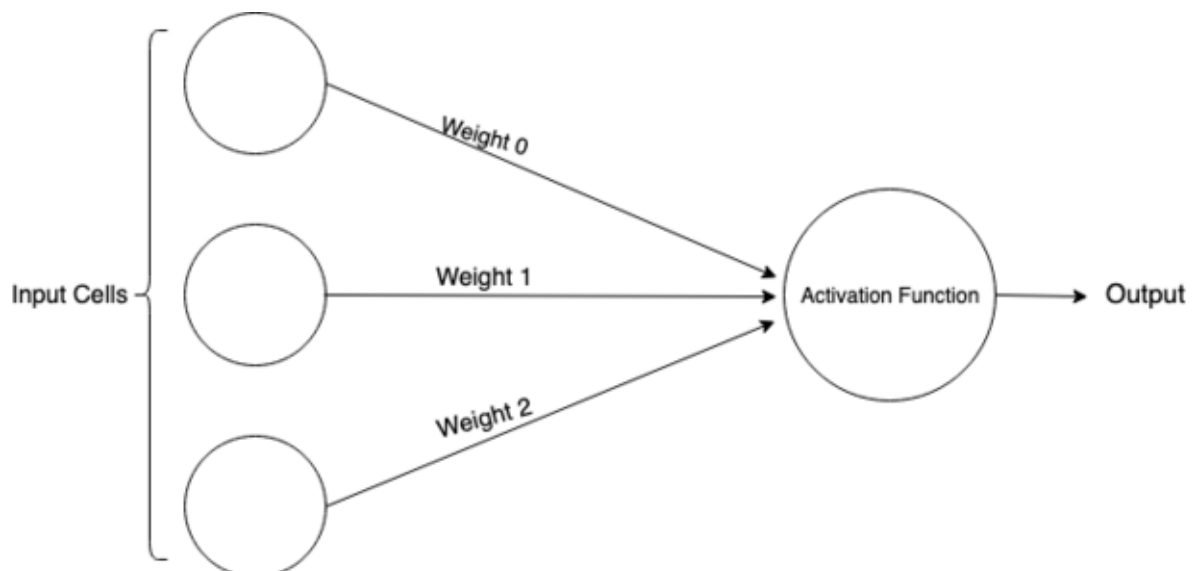 Weight 0
Input Cells
Weight 1
Activation Function
Output
Weight 2